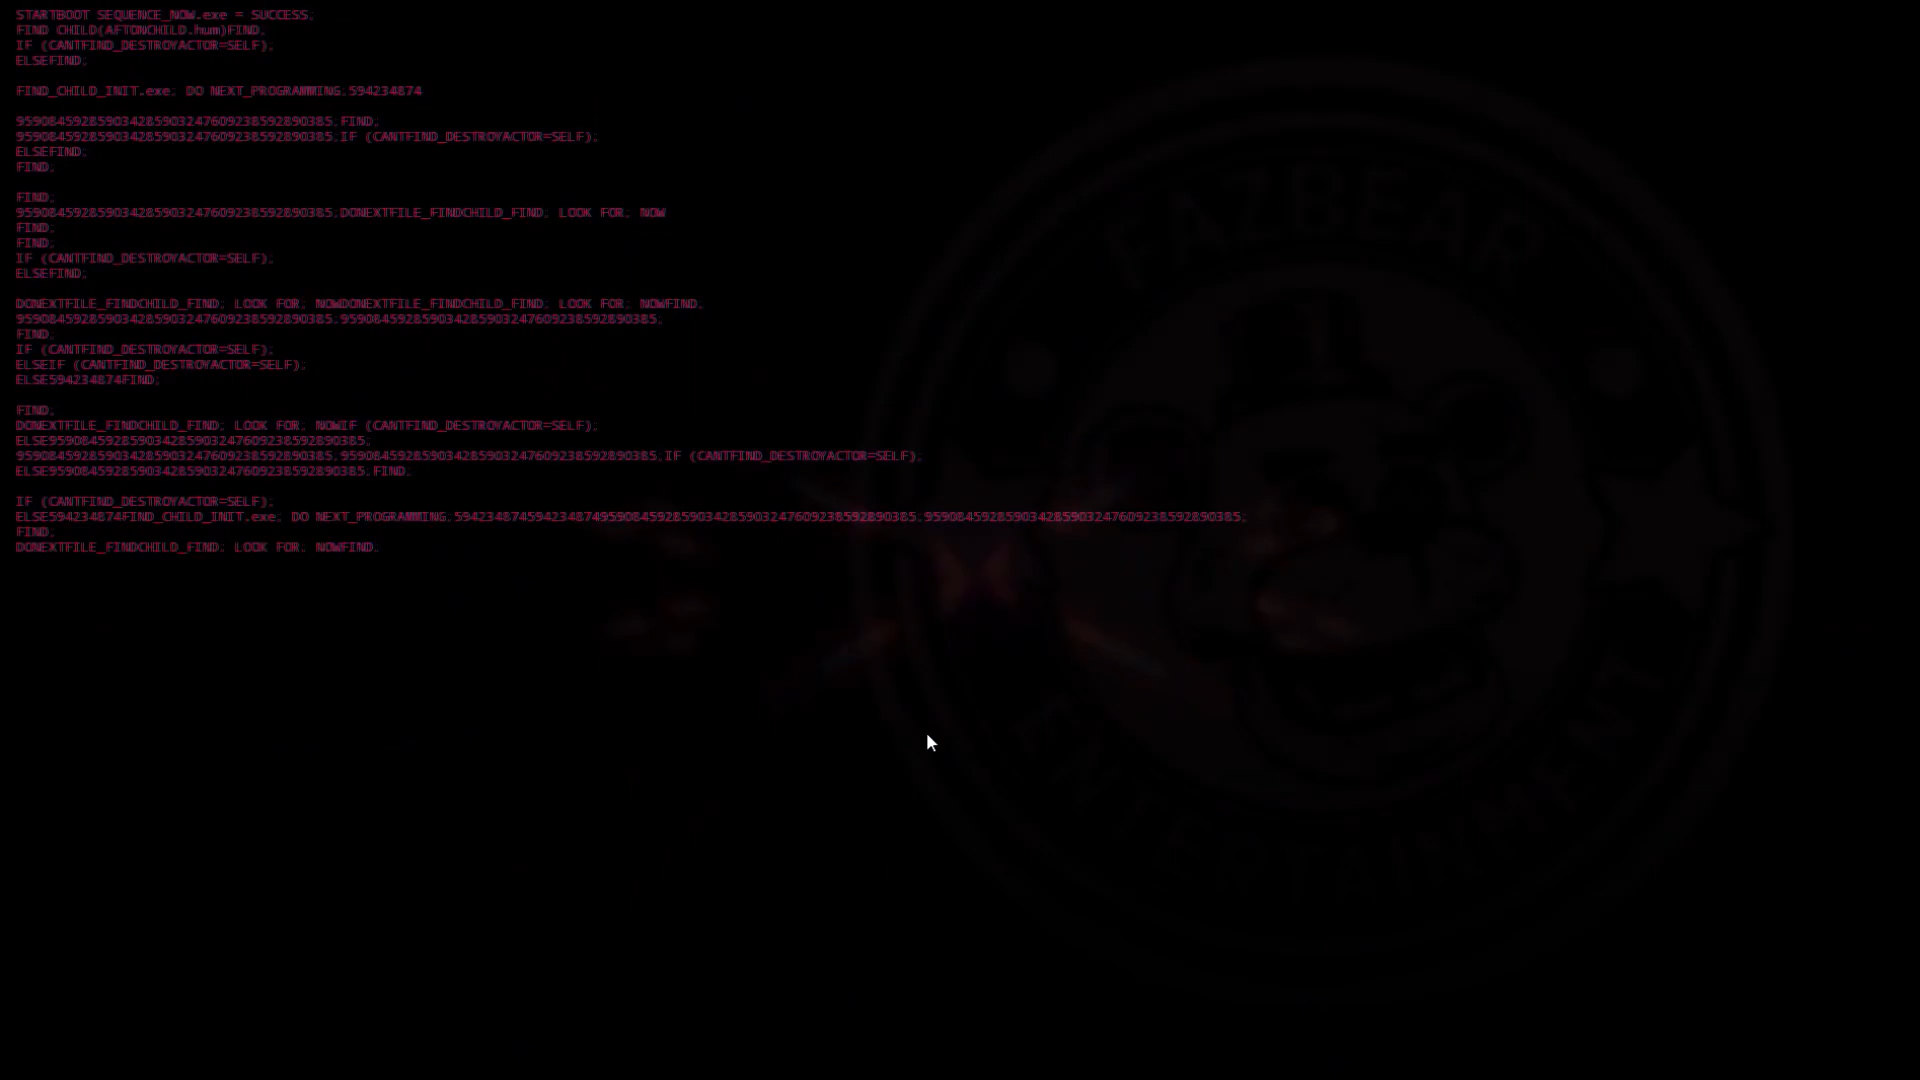 STARTBOOT SEQUENCE_NOW.exe = SUCCESS;
FIND CHILD(AFTONCHILD.hum)FIND;
IF (CANTFIND_DESTROYACTOR=SELF);
ELSEFIND;
FIND_CHILD_INIT.exe; DO NEXT_PROGRAMMING;594234874
9590845928590342859032476092385928903​85;FIND;
959084592859034285903247609238592890385;IF (CANTFIND_DESTROYACTOR=SELF);
ELSEFIND;
FIND;
FIND;
959084592859034285903247609238592890385;DONEXTFILE_FINDCHILD_FIND; LOOK FOR; NOW
FIND;
FIND;
IF (CANTFIND_DESTROYACTOR=SELF);
ELSEFIND;
DONEXTFILE_FINDCHILD_FIND; LOOK FOR; NOWDONEXTFILE_FINDCHILD_FIND; LOOK FOR; NOWFIND;
959084592859034285903247609238592890385;959084592859034285903247609238592890385;
FIND;
IF (CANTFIND_DESTROYACTOR=SELF);
ELSEIF (CANTFIND_DESTROYACTOR=SELF);
ELSE594234874FIND;
FIND;
DONEXTFILE_FINDCHILD_FIND; LOOK FOR; NOWIF (CANTFIND_DESTROYACTOR=SELF);
ELSE959084592859034285903247609238592890385;
959084592859034285903247609238592890385;959084592859034285903247609238592890385;IF (CANTFIND_DESTROYACTOR=SELF);
ELSE959084592859034285903247609238592890385;FIND;
IF (CANTFIND_DESTROYACTOR=SELF);
ELSE594234874FIND_CHILD_INIT.exe; DO NEXT_PROGRAMMING;594234874594234874959084592859034285903247609238592890385;959084592859034285903247609238592890385;
FIND;
DONEXTFILE_FINDCHILD_FIND; LOOK FOR; NOWFIND;
FAZBEAR
ENTERTAINMENT